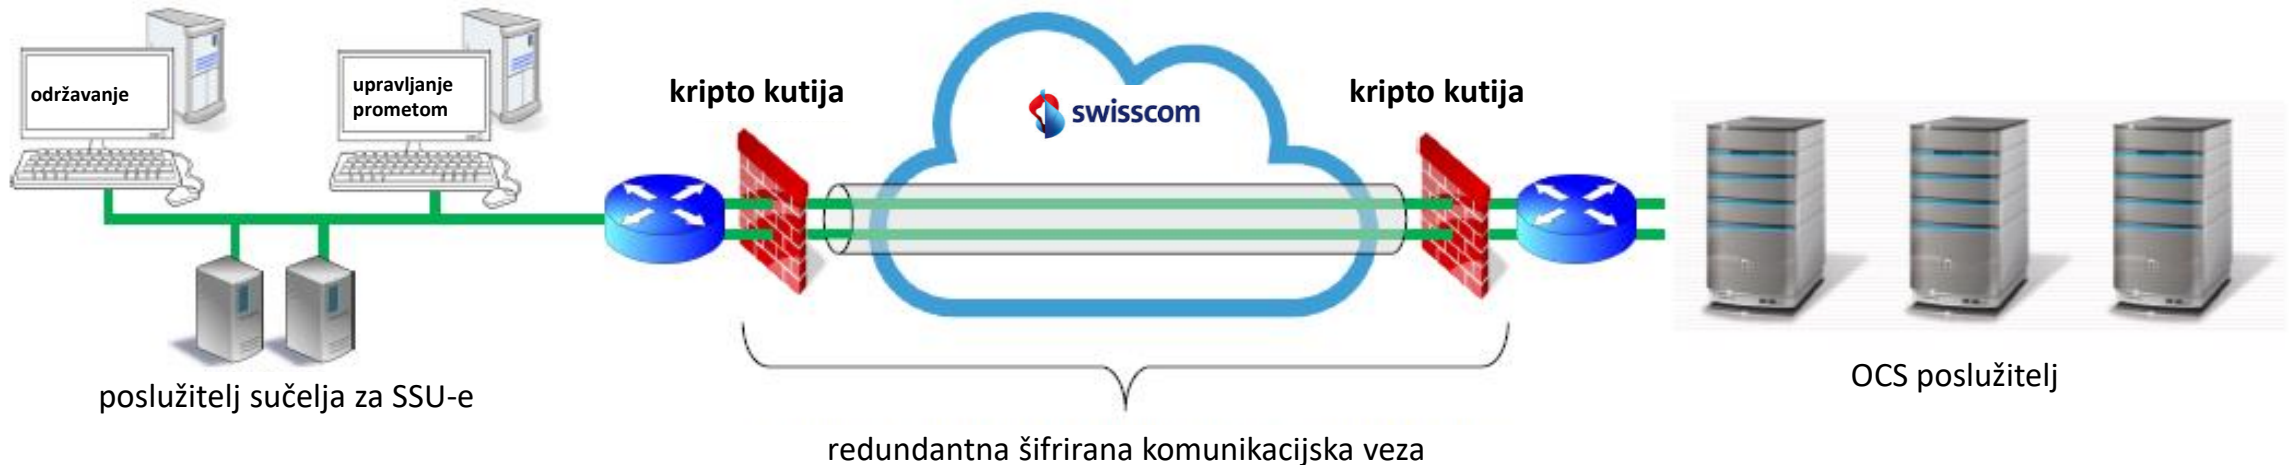 održavanje
upravljanje
prometom
kripto kutija
swisscom
kripto kutija
poslužitelj sučelja za SSU-e
OCS poslužitelj
redundantna šifrirana komunikacijska veza